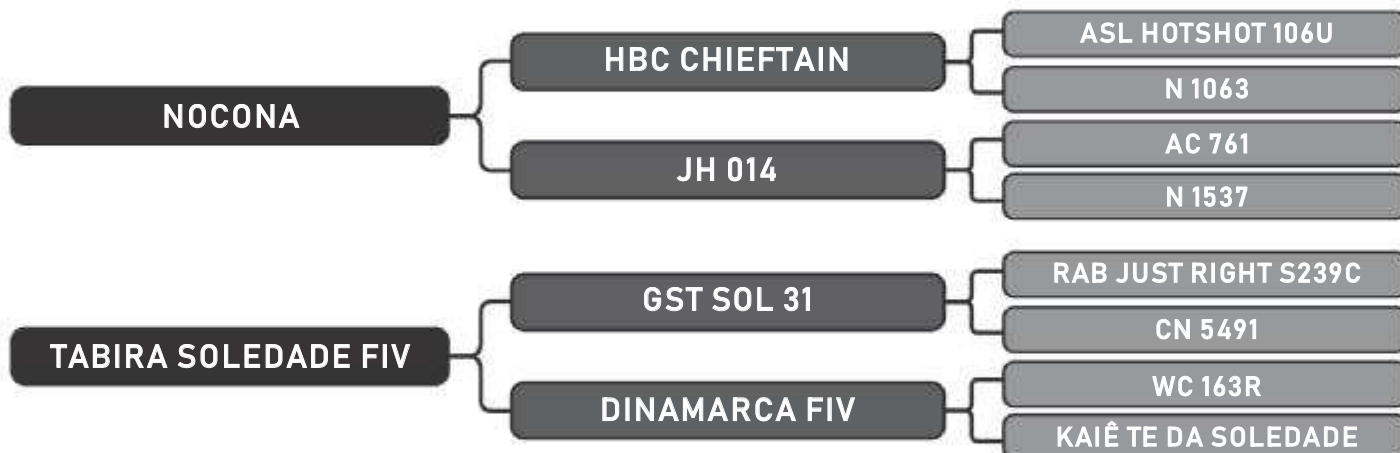 NOCONA
HBC CHIEFTAIN
JH 014
ASL HOTSHOT 106U
N 1063
AC 761
N 1537
TABIRA SOLEDADE FIV
GST SOL 31
DINAMARCA FIV
RAB JUST RIGHT S239C
CN 5491
WC 163R
KAIÊ TE DA SOLEDADE